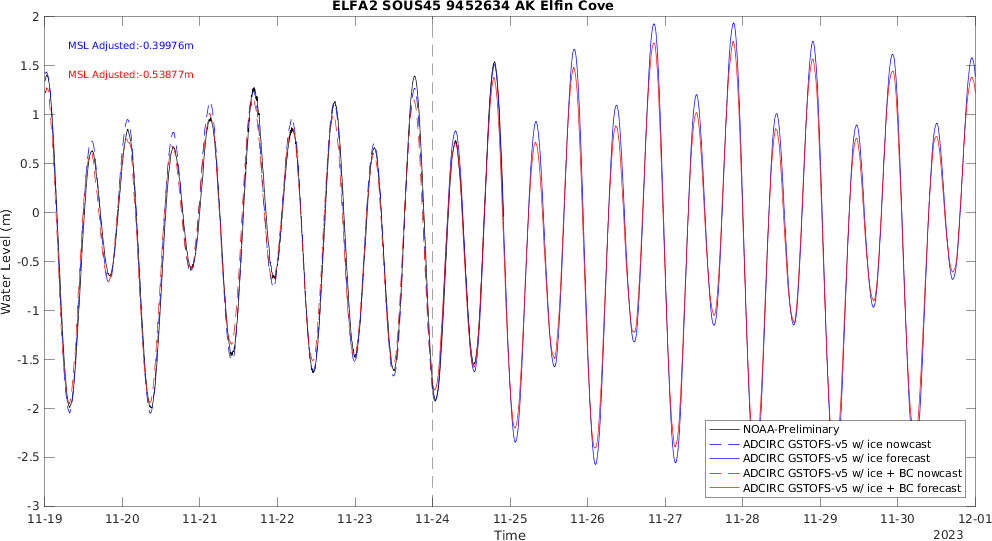 ELFA2 SOUS45 9452634 AK Elfin Cove
MSL Adjusted:-0.39976m
MSL Adjusted:-0.53877m
Water Level (m)
2
1.5
1
0.5
0
-0.5
-1
-1.5
-2
-2.5
-3
NOAA-Preliminary
ADCIRC GSTOFS-v5 w/ ice nowcast
ADCIRC GSTOFS-v5 w/ ice forecast
ADCIRC GSTOFS-v5 w/ ice + BC nowcast
ADCIRC GSTOFS-v5 w/ ice + BC forecast
11-19 11-20 11-21 11-22 11-23 11-24 11-25 11-26 11-27 11-28 11-29 11-30 12-01
Time
2023